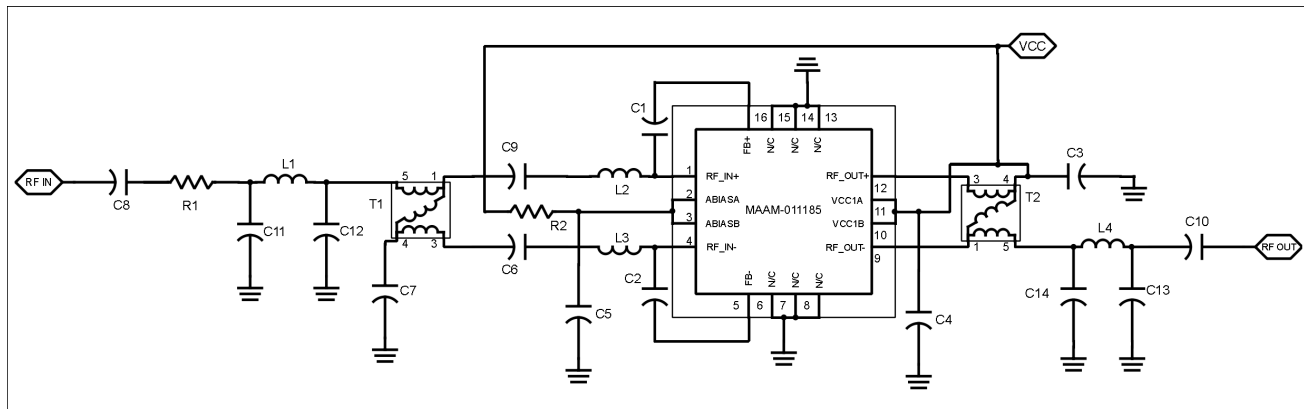 VCC
C1
16 15 14 13
FB+ N/C N/C N/C
C9
L1
L2
C3
RF IN
5 1
1 RF_IN+
RF_OUT+ 12
3 4
C8
R1
T1
R2
2 ABIASA
MAAM-011185
VCC1A 11
T2
3 ABIASB
VCC1B 10
C11
C12
4 3
L3
4 RF_IN-
RF_OUT- 9
1 5
L4
C10
RF OUT
C6
C7
C2
FB- N/C N/C N/C
5 6 7 8
C5
C4
C14
C13